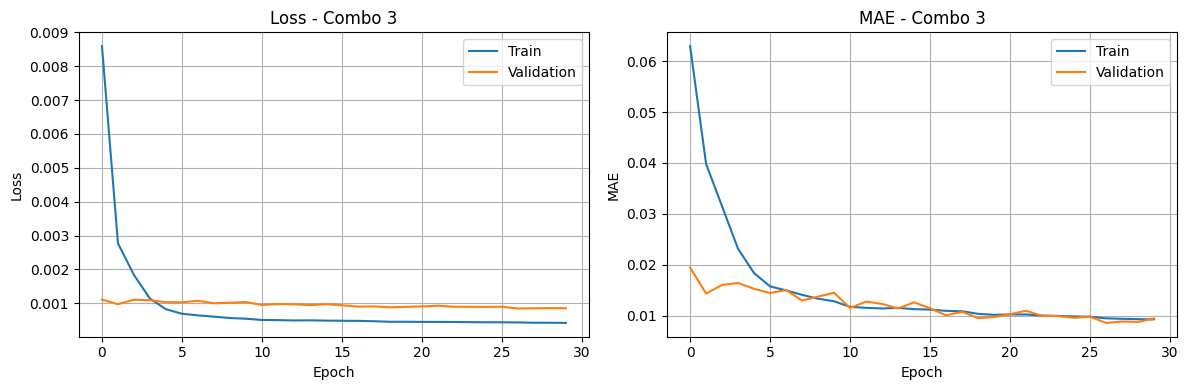 Loss - Combo 3
Loss
0.009
0.008
0.007
0.006
0.005
0.004
0.003
0.002
0.001
0
5
10
15
20
25
30
Epoch
Train
Validation
MAE - Combo 3
MAE
0.06
0.05
0.04
0.03
0.02
0.01
0
5
10
15
20
25
30
Epoch
Train
Validation